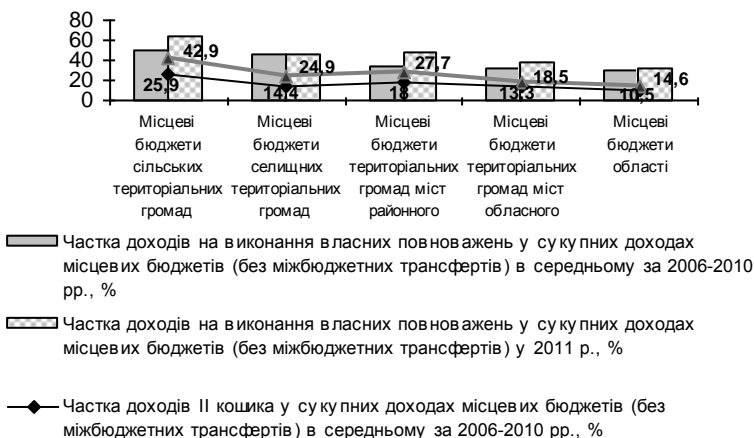 80
60
40
20
0
42,9
24,9
27,7
18,5
14,6
25,9
14,4
18
13,3
10,5
Місцеві бюджети сільських територіальних громад
Місцеві бюджети селищних територіальних громад
Місцеві бюджети територіальних громад міст районного
Місцеві бюджети територіальних громад міст обласного
Місцеві бюджети області
Частка доходів на виконання власних повноважень у сукупних доходах
місцевих бюджетів (без міжбюджетних трансфертів) в середньому за 2006-2010
рр., %
Частка доходів на виконання власних повноважень у сукупних доходах
місцевих бюджетів (без міжбюджетних трансфертів) у 2011 р., %
Частка доходів II кошика у сукупних доходах місцевих бюджетів (без
міжбюджетних трансфертів) в середньому за 2006-2010 рр., %